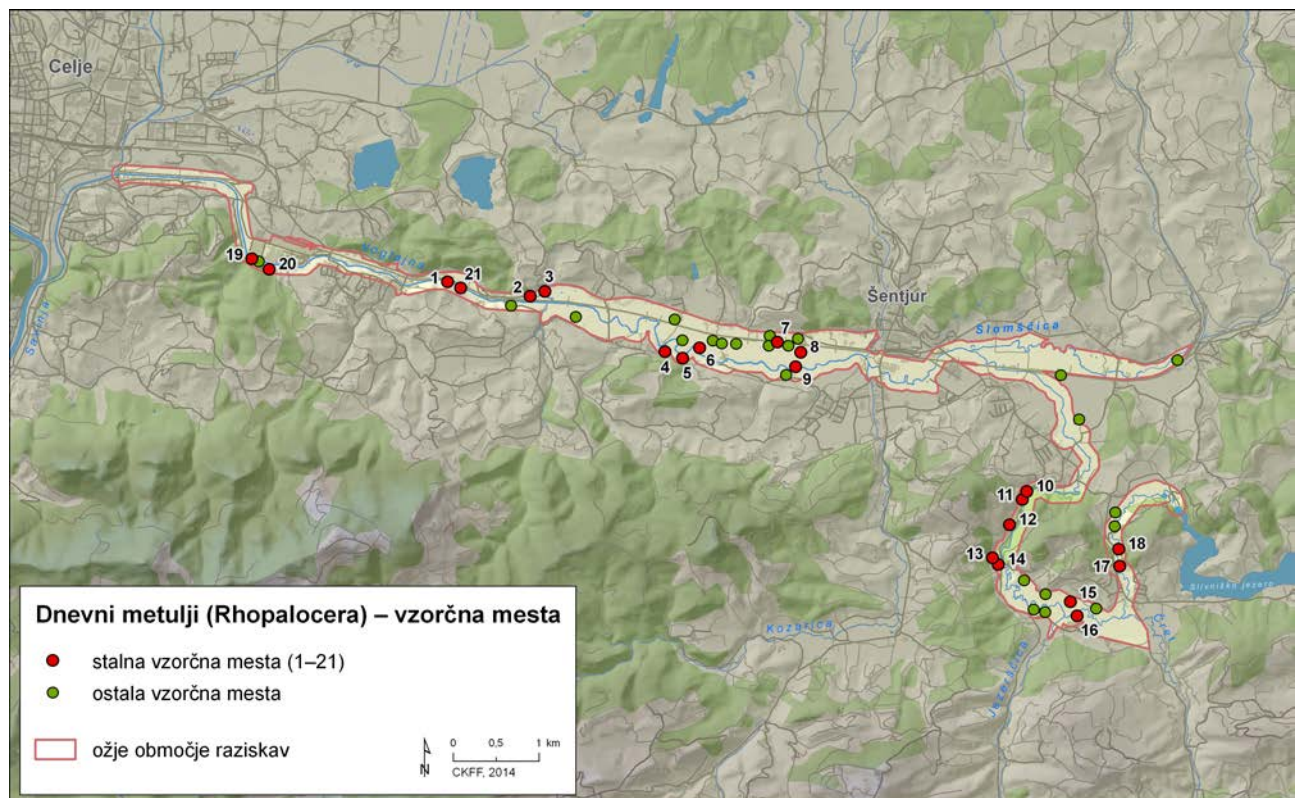 Celje
Voglajna
Savinja
19
20
1
21
2
3
4
5
6
7
8
9
Šentjur
Slomščica
10
11
12
13
14
15
16
17
18
Slivniško jezero
Čret
Kozarica
Jezerščica
Dnevni metulji (Rhopalocera) – vzorčna mesta
stalna vzorčna mesta (1–21)
ostala vzorčna mesta
ožje območje raziskav
N
0 0,5 1 km
CKFF, 2014